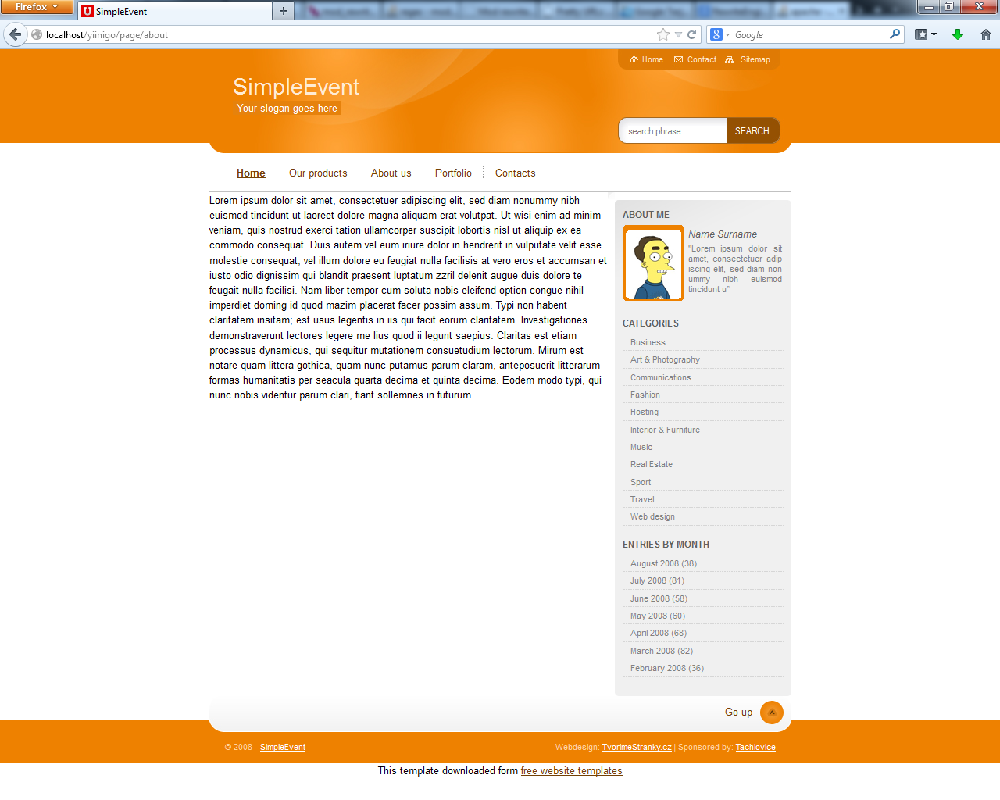 Firefox
SimpleEvent
localhost/yiinigo/page/about
Google
Home
Contact
Sitemap
SimpleEvent
Your slogan goes here
search phrase
SEARCH
Home
Our products
About us
Portfolio
Contacts
Lorem ipsum dolor sit amet, consectetuer adipiscing elit, sed diam nonummy nibh
euismod tincidunt ut laoreet dolore magna aliquam erat volutpat. Ut wisi enim ad minim
veniam, quis nostrud exerci tation ullamcorper suscipit lobortis nisl ut aliquip ex ea
commodo consequat. Duis autem vel eum iriure dolor in hendrerit in vulputate velit esse
molestie consequat, vel illum dolore eu feugiat nulla facilisis at vero eros et accumsan et
iusto odio dignissim qui blandit praesent luptatum zzril delenit augue duis dolore te
feugait nulla facilisi. Nam liber tempor cum soluta nobis eleifend option congue nihil
imperdiet doming id quod mazim placerat facer possim assum. Typi non habent
claritatem insitam; est usus legentis in iis qui facit eorum claritatem. Investigationes
demonstraverunt lectores legere me lius quod ii legunt saepius. Claritas est etiam
processus dynamicus, qui sequitur mutationem consuetudium lectorum. Mirum est
notare quam littera gothica, quam nunc putamus parum claram, anteposuerit litterarum
formas humanitatis per seacula quarta decima et quinta decima. Eodem modo typi, qui
nunc nobis videntur parum clari, fiant sollemnes in futurum.
ABOUT ME
Name Surname
"Lorem ipsum dolor sit
amet, consectetuer adip
iscing elit, sed diam non
ummy nibh euismod
tincidunt u"
CATEGORIES
Business
Art & Photography
Communications
Fashion
Hosting
Interior & Furniture
Music
Real Estate
Sport
Travel
Web design
ENTRIES BY MONTH
August 2008 (38)
July 2008 (81)
June 2008 (58)
May 2008 (60)
April 2008 (68)
March 2008 (82)
February 2008 (36)
Go up
© 2008 - SimpleEvent
Webdesign: TvorimeStranky.cz | Sponsored by: Tachlovice
This template downloaded form free website templates